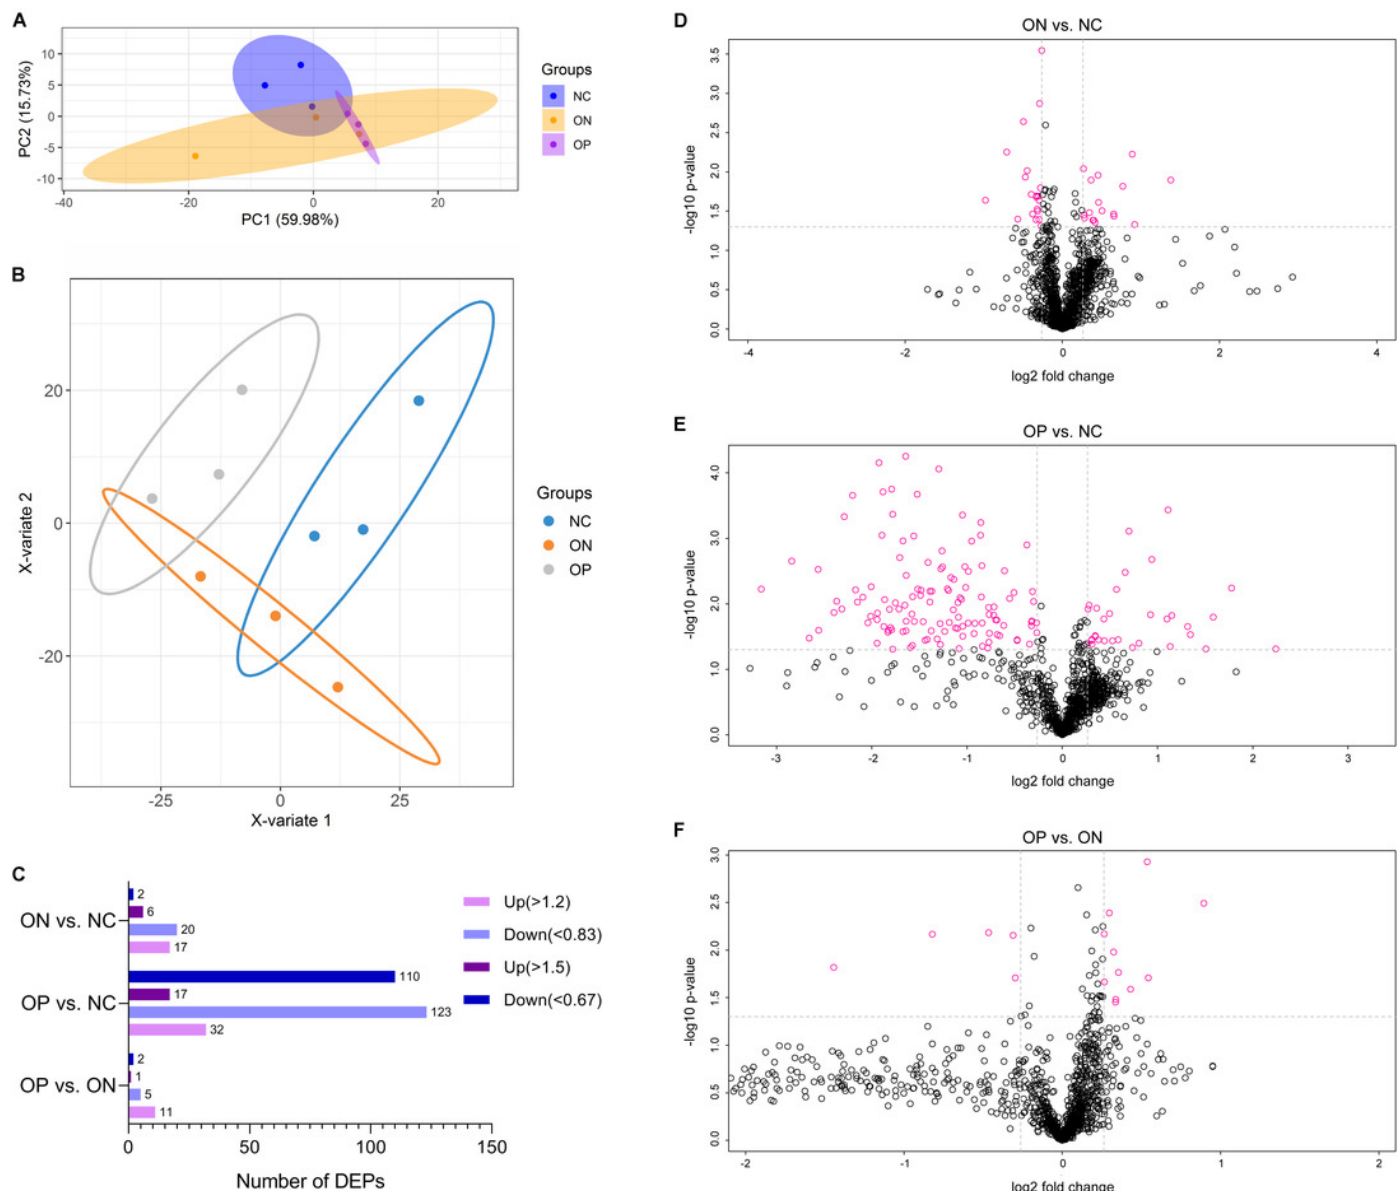 A
10
5
0
-5
-10
PC2 (15.73%)
-40
-20
0
20
PC1 (59.98%)
Groups
NC
ON
OP
B
20
0
-20
X-variate 2
-25
0
25
X-variate 1
Groups
NC
ON
OP
C
ON vs. NC
2
6
20
17
OP vs. NC
110
17
123
32
OP vs. ON
2
1
5
11
0
50
100
150
Number of DEPs
Up(>1.2)
Down(<0.83)
Up(>1.5)
Down(<0.67)
D
ON vs. NC
3.5
3.0
2.5
2.0
1.5
1.0
0.5
0.0
-log10 p-value
-4
-2
0
2
4
log2 fold change
E
OP vs. NC
4.0
3.0
2.0
1.0
0.0
-log10 p-value
-3
-2
-1
0
1
2
3
log2 fold change
F
OP vs. ON
3.0
2.5
2.0
1.5
1.0
0.5
0.0
-log10 p-value
-2
-1
0
1
2
log2 fold change